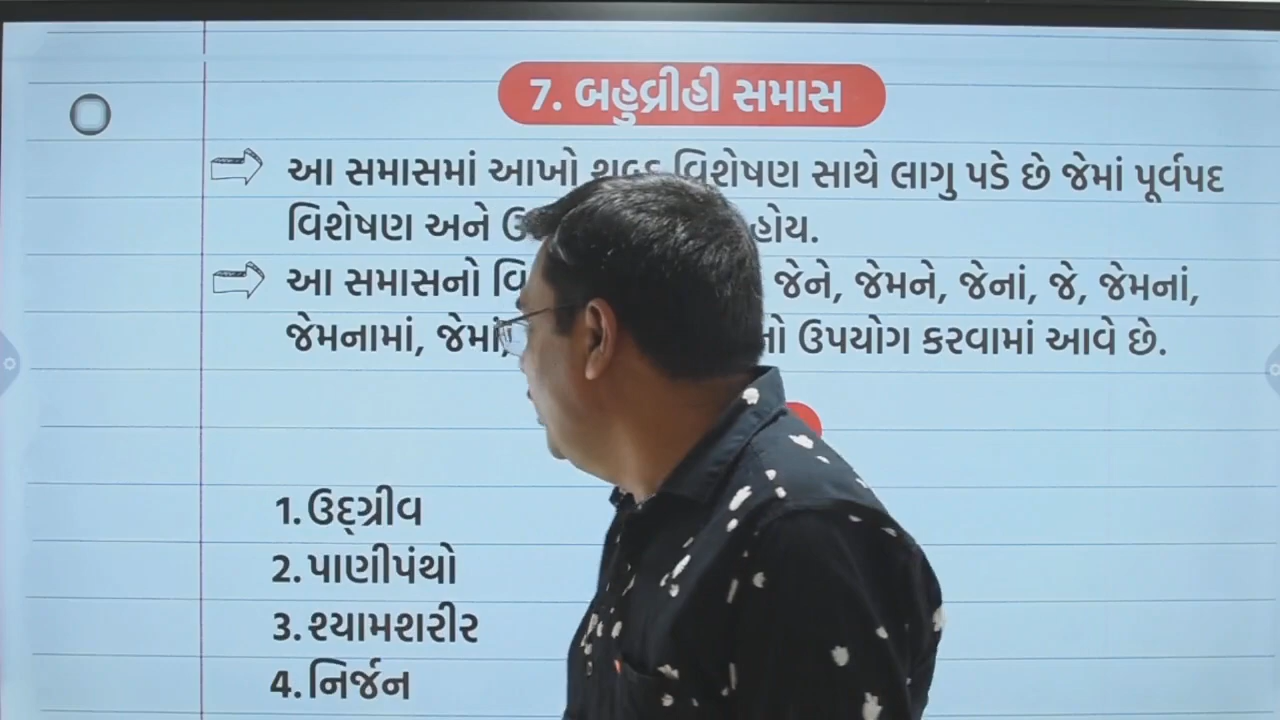 7. બહુવ્રીહી સમાસ
આ સમાસમાં આખો શબ્દ વિશેષણ સાથે લાગુ પડે છે જેમાં પૂર્વપદ
વિશેષણ અને હોય.
આ સમાસનો જેને, જેમને, જેનાં, જે, જેમનાં,
જેમનામાં, જેમાં, ઉપયોગ કરવામાં આવે છે.
1. ઉદ્ગ્રીવ
2. પાણીપંથો
3. શ્યામશરીર
4. નિર્જન